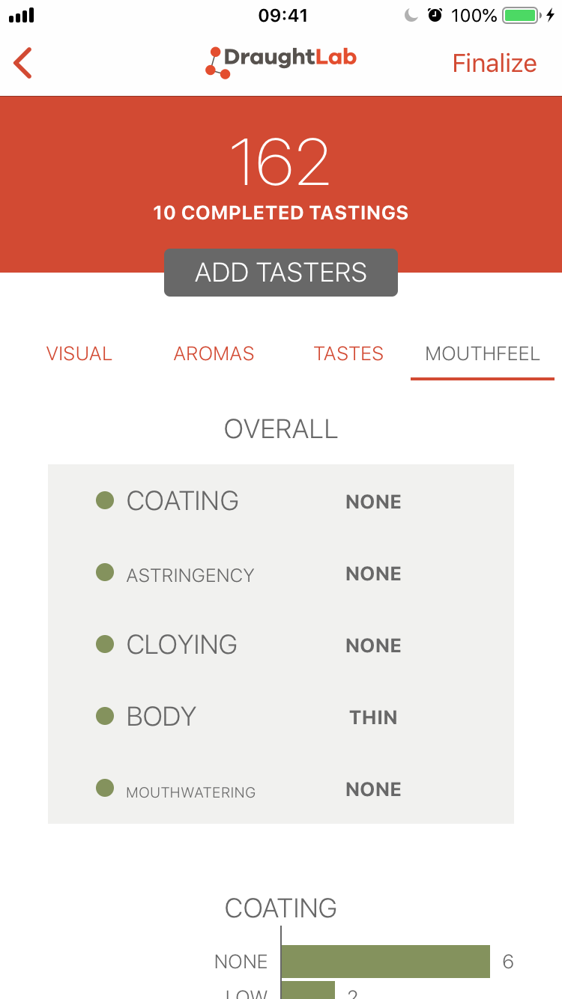 09:41
100%
DraughtLab
Finalize
162
10 COMPLETED TASTINGS
ADD TASTERS
VISUAL AROMAS TASTES MOUTHFEEL
OVERALL
COATING NONE
ASTRINGENCY NONE
CLOYING NONE
BODY THIN
MOUTHWATERING NONE
COATING
NONE 6
LOW 2